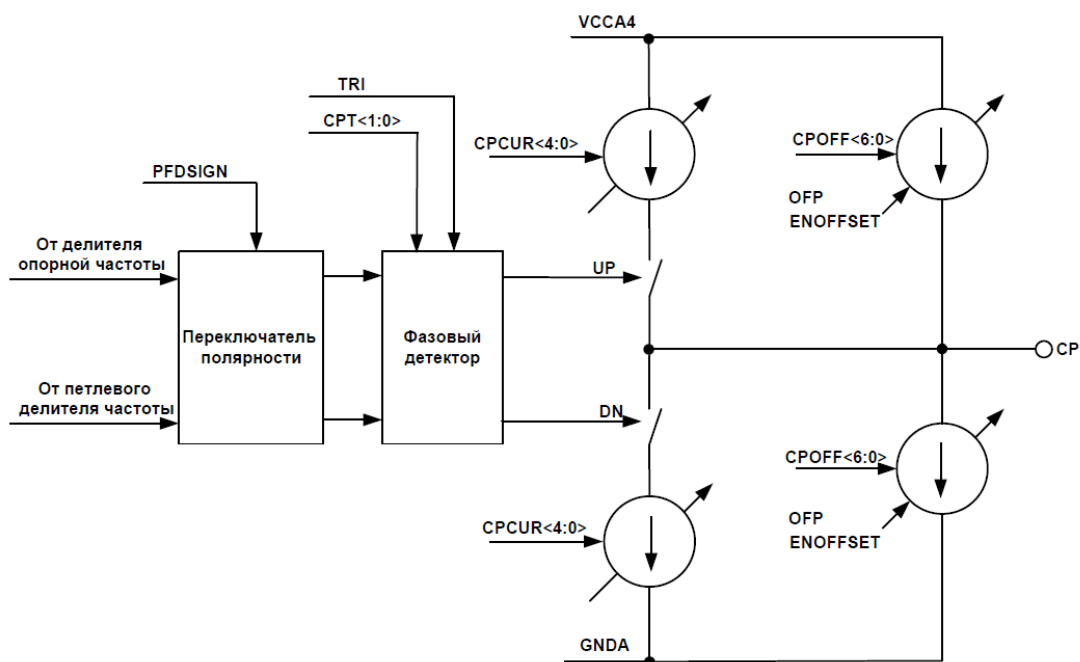 VCCA4
TRI
CPT<1:0>
CPCUR<4:0>
CPOFF<6:0>
PFDSIGN
OFP
ENOFFSET
От делителя
опорной частоты
UP
Переключатель
полярности
Фазовый
детектор
CP
От петлевого
делителя частоты
DN
CPOFF<6:0>
CPCUR<4:0>
OFP
ENOFFSET
GNDA